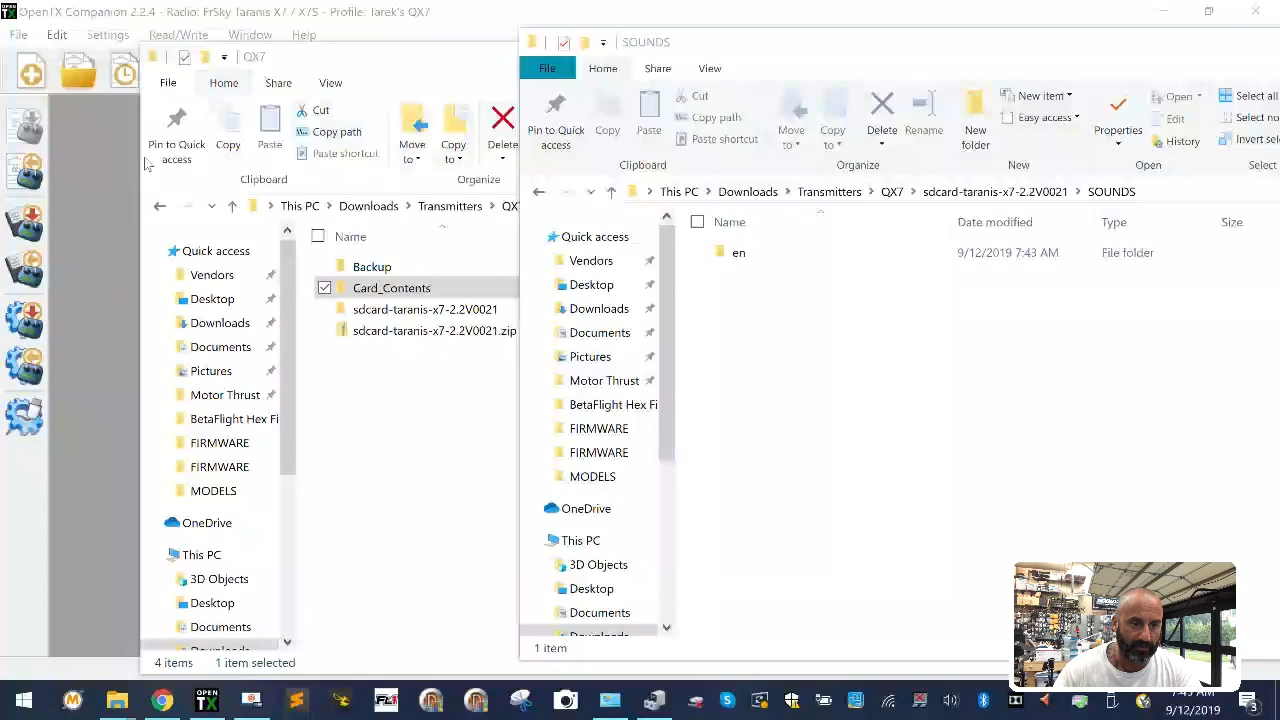 OpenTX Companion 2.2.4 - Radio: FrSky Taranis X7 / X7S - Profile: Tarek's QX7
File Edit Settings Read/Write Window Help
QX7
File Home Share View
Pin to Quick access
Copy
Paste
Cut
Copy path
Paste shortcut
Move to
Copy to
Delete
Clipboard
Organize
This PC Downloads Transmitters QX
Quick access
Vendors
Desktop
Downloads
Documents
Pictures
Motor Thrust
BetaFlight Hex Fi
FIRMWARE
FIRMWARE
MODELS
OneDrive
This PC
3D Objects
Desktop
Documents
Name
Backup
Card_Contents
sdcard-taranis-x7-2.2V0021
sdcard-taranis-x7-2.2V0021.zip
4 items 1 item selected
SOUNDS
File Home Share View
Pin to Quick access
Copy
Paste
Cut
Copy path
Paste shortcut
Move to
Copy to
Delete
Rename
New folder
New item
Easy access
Properties
Open
Edit
History
Select all
Select no
Invert sele
Clipboard
Organize
New
Open
Select
This PC Downloads Transmitters QX7 sdcard-taranis-x7-2.2V0021 SOUNDS
Quick access
Vendors
Desktop
Downloads
Documents
Pictures
Motor Thrust
BetaFlight Hex Fi
FIRMWARE
FIRMWARE
MODELS
OneDrive
This PC
3D Objects
Desktop
Documents
Name Date modified Type Size
en 9/12/2019 7:43 AM File folder
1 item
OPEN TX
9/12/2019
3